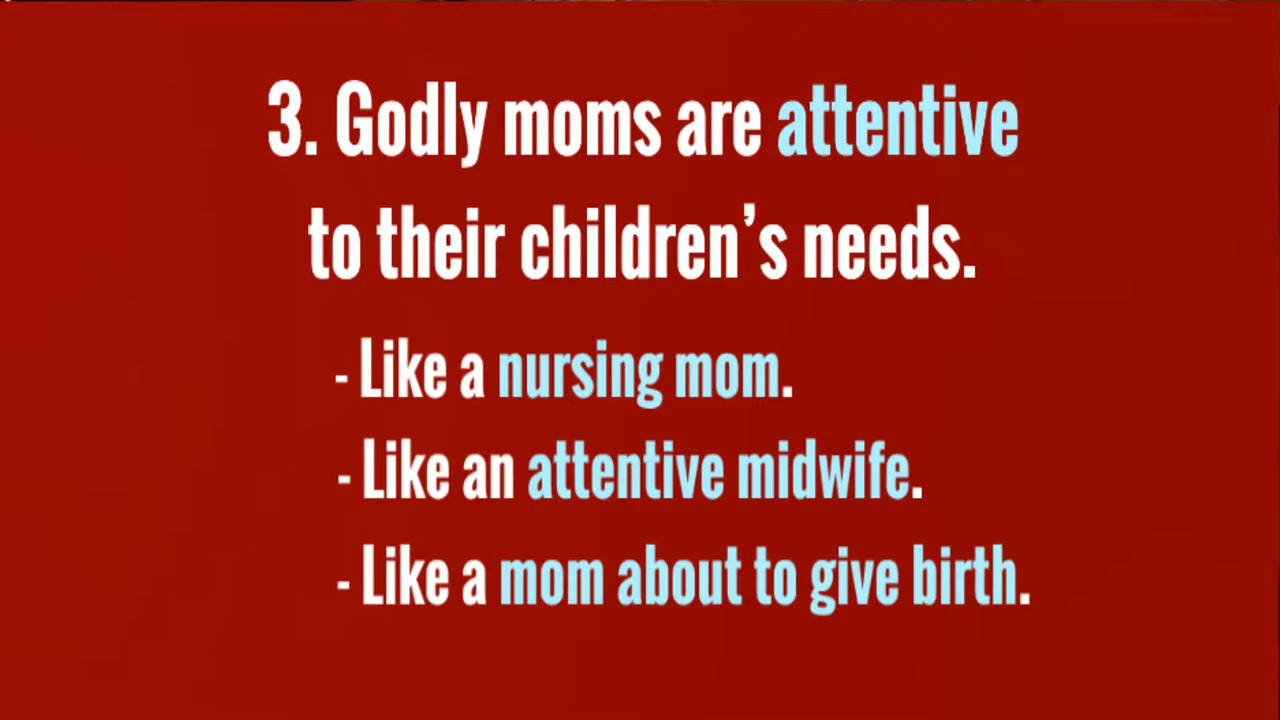 3. Godly moms are attentive
to their children’s needs.
- Like a nursing mom.
- Like an attentive midwife.
- Like a mom about to give birth.